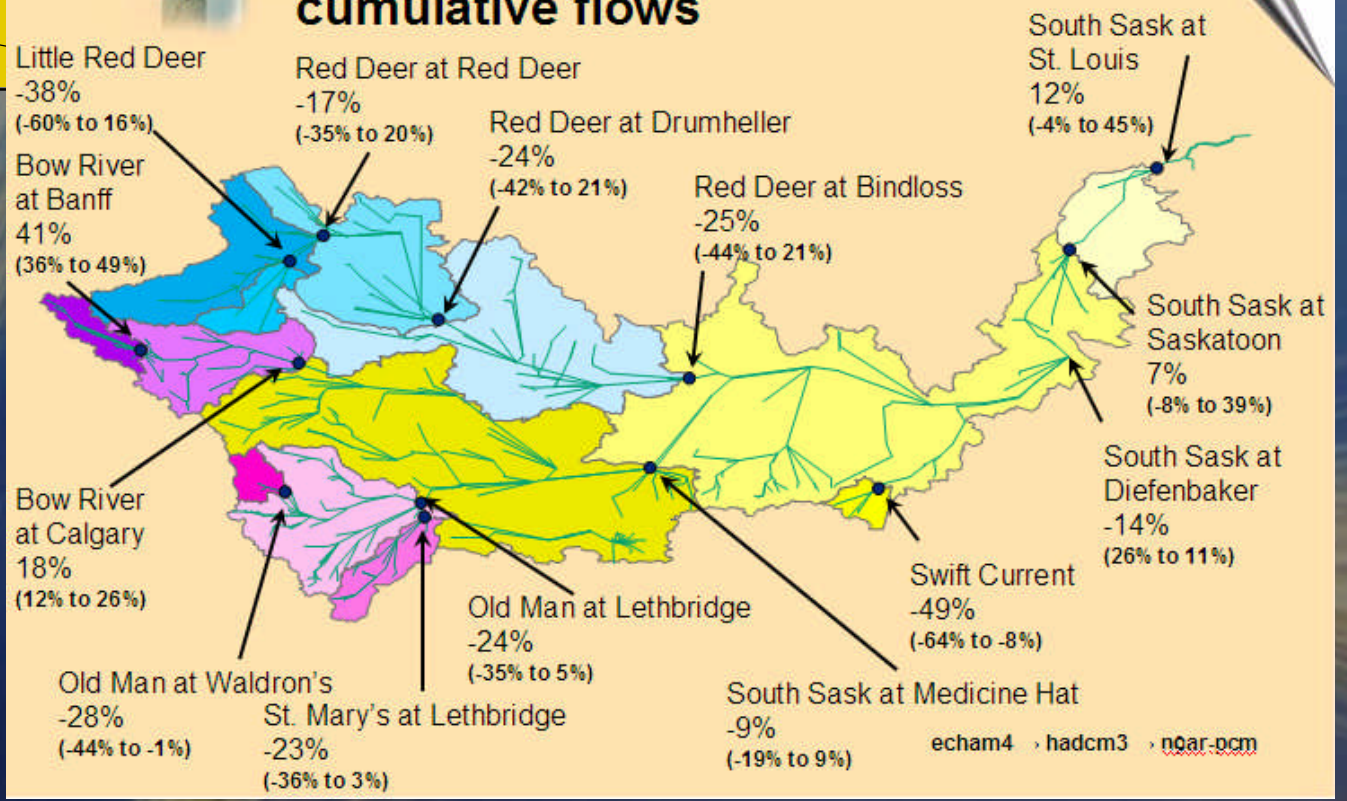 cumulative flows
Little Red Deer
-38%
(-60% to 16%)
Red Deer at Red Deer
-17%
(-35% to 20%)
Red Deer at Drumheller
-24%
(-42% to 21%)
Red Deer at Bindloss
-25%
(-44% to 21%)
South Sask at
St. Louis
12%
(-4% to 45%)
Bow River
at Banff
41%
(36% to 49%)
South Sask at
Saskatoon
7%
(-8% to 39%)
South Sask at
Diefenbaker
-14%
(26% to 11%)
Bow River
at Calgary
18%
(12% to 26%)
Swift Current
-49%
(-64% to -8%)
Old Man at Lethbridge
-24%
(-35% to 5%)
Old Man at Waldron's
-28%
(-44% to -1%)
St. Mary's at Lethbridge
-23%
(-36% to 3%)
South Sask at Medicine Hat
-9%
(-19% to 9%)
echam4 › hadcm3 › ncar-pcm